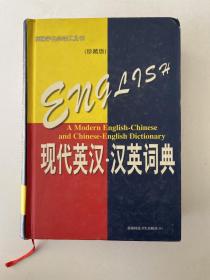 (珍藏版)
ENGLISH
A Modern English-Chinese
and Chinese-English Dictionary
现代英汉·汉英词典